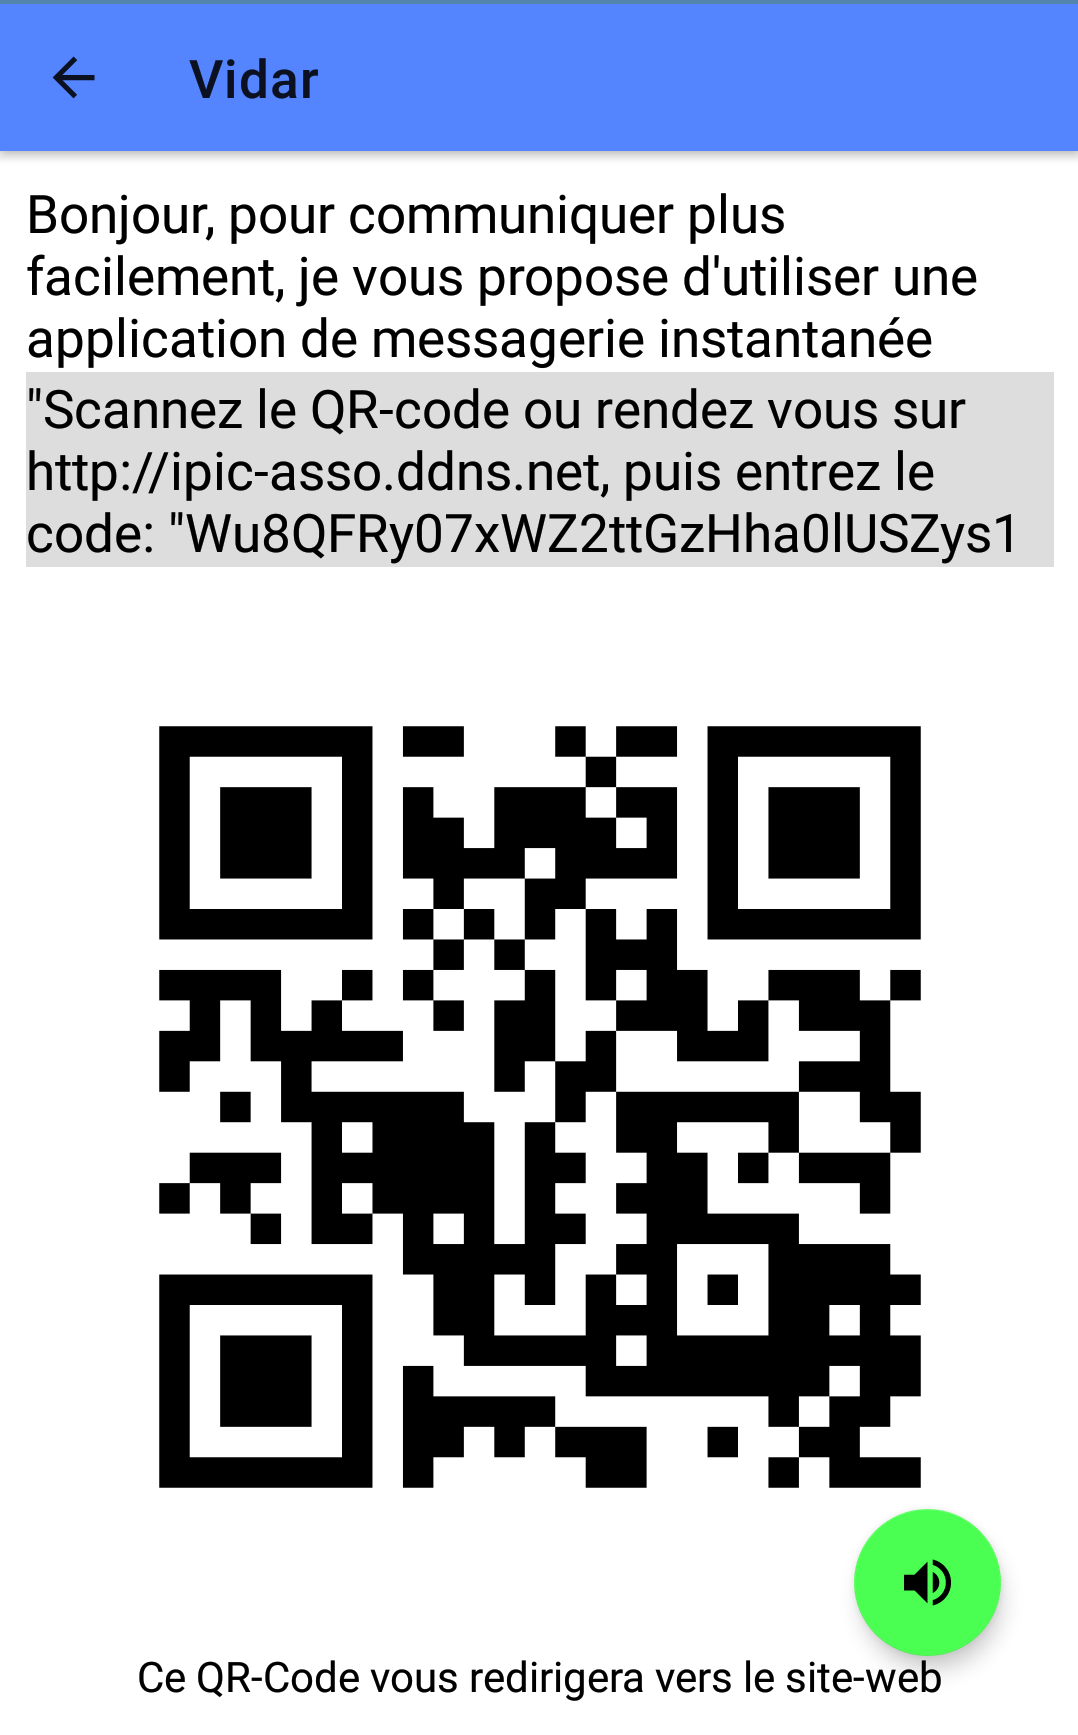 Vidar
Bonjour, pour communiquer plus
facilement, je vous propose d'utiliser une
application de messagerie instantanée
"Scannez le QR-code ou rendez vous sur
http://ipic-asso.ddns.net, puis entrez le
code: "Wu8QFRy07xWZ2ttGzHha0lUSZys1
Ce QR-Code vous redirigera vers le site-web